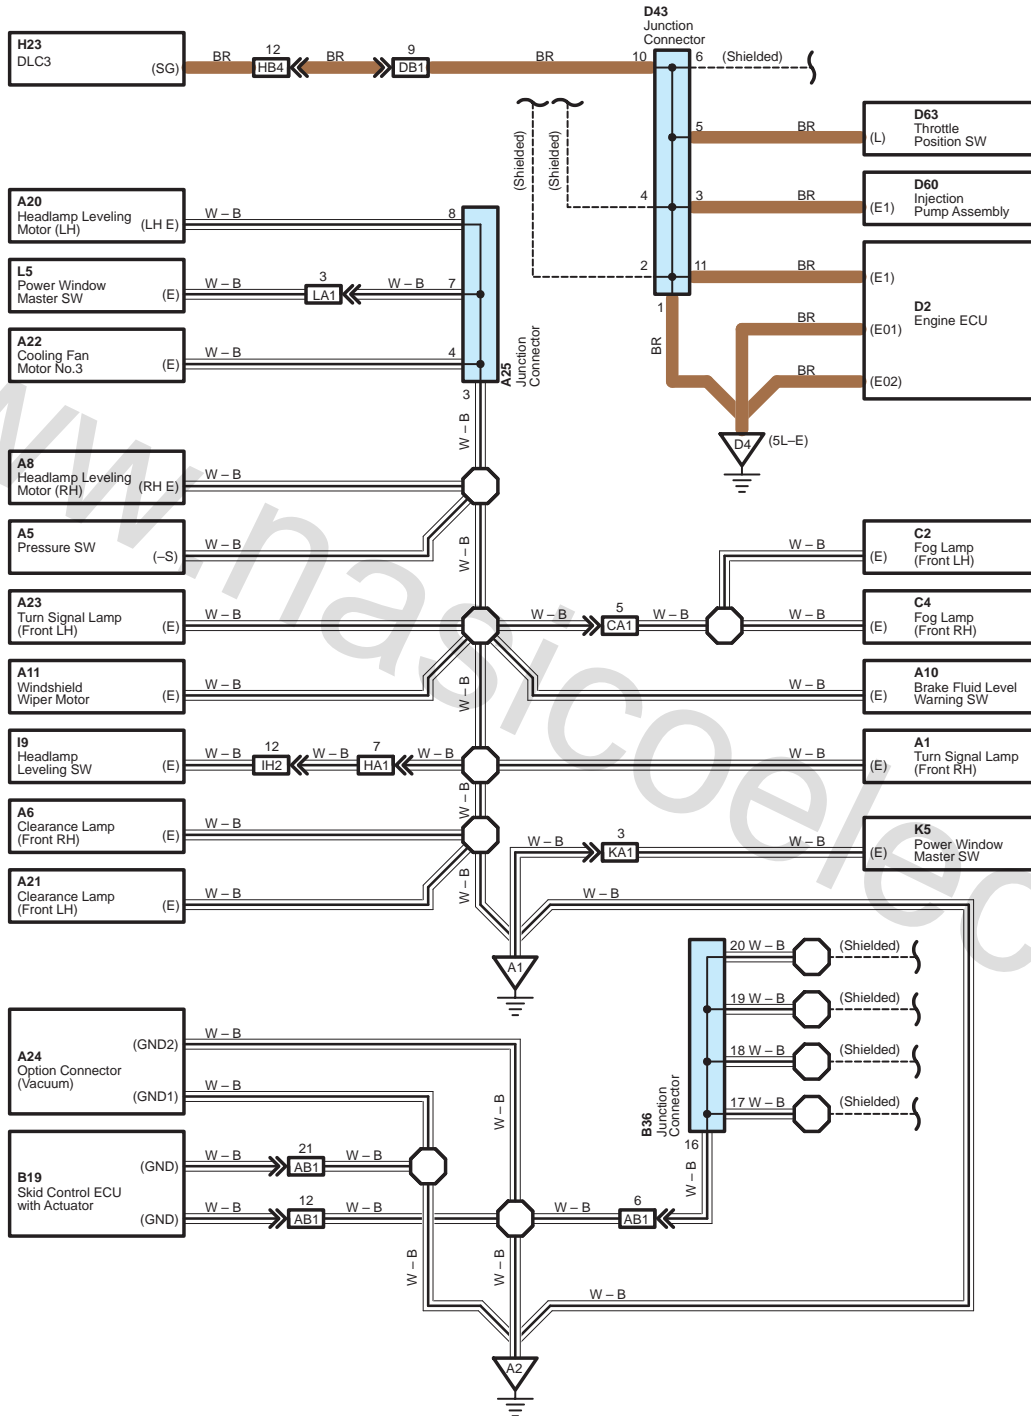 D43
Junction
Connector
H23
DLC3
(SG)
BR
12
HB4
BR
9
DB1
BR
10
6
(Shielded)
5
BR
(L)
D63
Throttle
Position SW
(Shielded)
(Shielded)
4
3
BR
(E1)
D60
Injection
Pump Assembly
2
11
BR
(E1)
BR
(E01)
BR
(E02)
D2
Engine ECU
1
BR
D4
(5L–E)
A20
Headlamp Leveling
Motor (LH)
(LH E)
W – B
8
L5
Power Window
Master SW
(E)
W – B
3
LA1
W – B
7
A22
Cooling Fan
Motor No.3
(E)
W – B
4
A25
Junction
Connector
3
W – B
A8
Headlamp Leveling
Motor (RH)
(RH E)
W – B
A5
Pressure SW
(–S)
W – B
W – B
C2
Fog Lamp
(Front LH)
(E)
W – B
A23
Turn Signal Lamp
(Front LH)
(E)
W – B
W – B
5
CA1
W – B
W – B
(E)
C4
Fog Lamp
(Front RH)
A11
Windshield
Wiper Motor
(E)
W – B
W – B
W – B
(E)
A10
Brake Fluid Level
Warning SW
I9
Headlamp
Leveling SW
(E)
W – B
12
IH2
W – B
7
HA1
W – B
W – B
(E)
A1
Turn Signal Lamp
(Front RH)
W – B
A6
Clearance Lamp
(Front RH)
(E)
W – B
W – B
3
KA1
W – B
(E)
K5
Power Window
Master SW
A21
Clearance Lamp
(Front LH)
(E)
W – B
W – B
W – B
A1
20 W – B
(Shielded)
19 W – B
(Shielded)
18 W – B
(Shielded)
17 W – B
(Shielded)
B36
Junction
Connector
16
W – B
A24
Option Connector
(Vacuum)
(GND2)
W – B
(GND1)
W – B
W – B
B19
Skid Control ECU
with Actuator
(GND)
W – B
21
AB1
W – B
(GND)
W – B
12
AB1
W – B
W – B
6
AB1
W – B
W – B
W – B
A2
www.nasicoelec